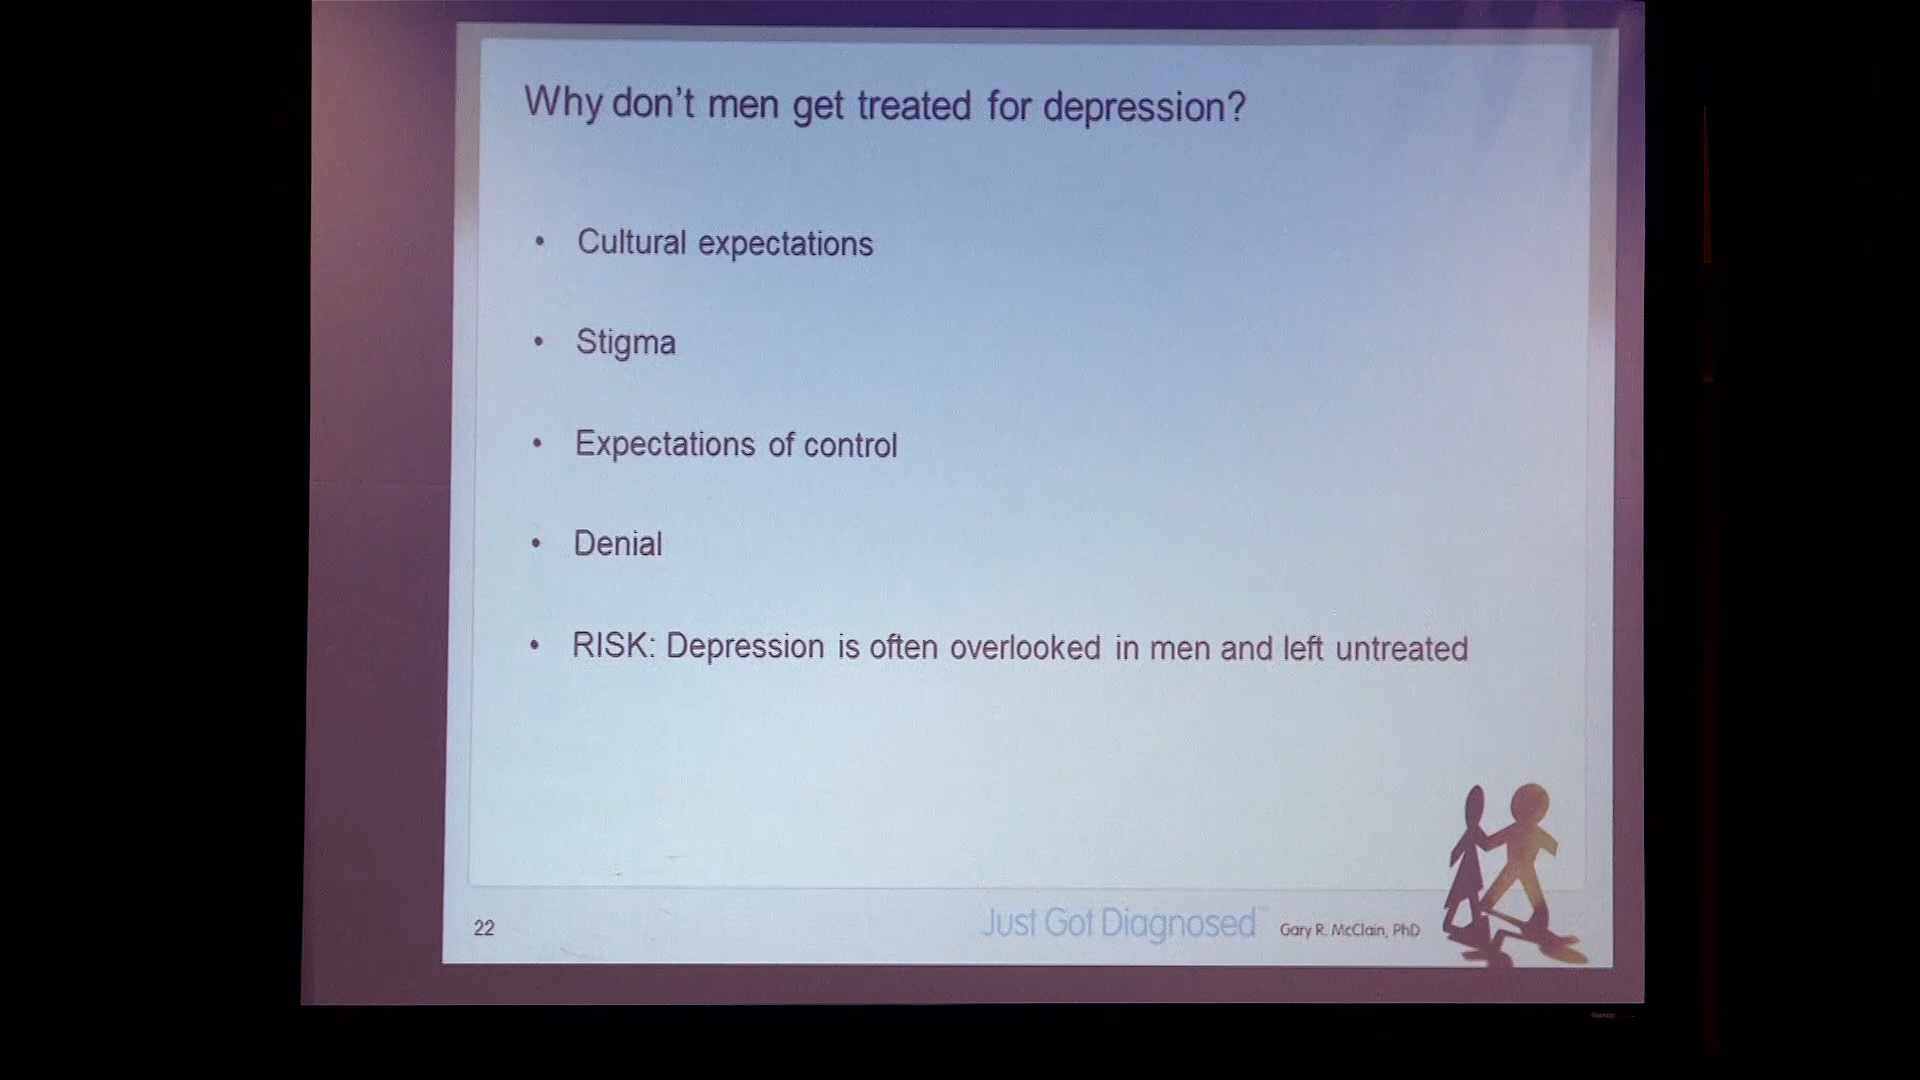 Why don't men get treated for depression?
• Cultural expectations
• Stigma
• Expectations of control
• Denial
• RISK: Depression is often overlooked in men and left untreated
22
Just Got Diagnosed™ Gary R. McClain, PhD